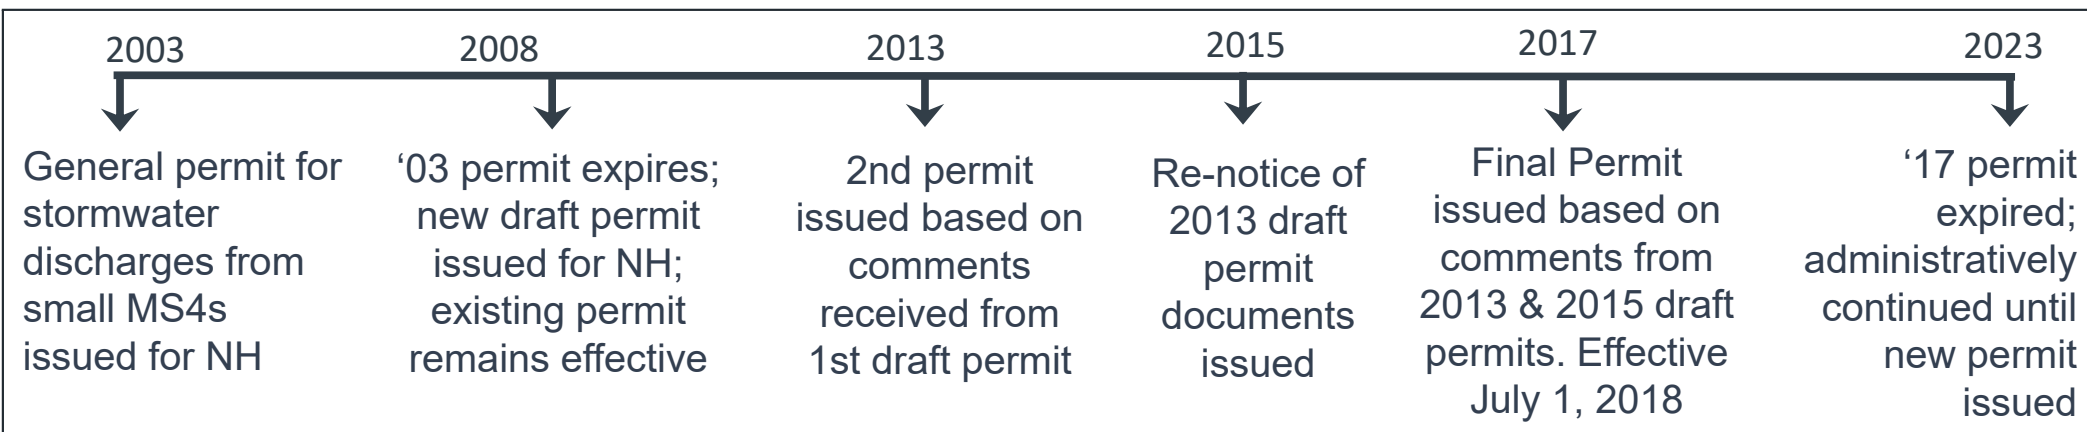 2003
General permit for
stormwater
discharges from
small MS4s
issued for NH
2008
‘03 permit expires;
new draft permit
issued for NH;
existing permit
remains effective
2013
2nd permit
issued based on
comments
received from
1st draft permit
2015
Re-notice of
2013 draft
permit
documents
issued
2017
Final Permit
issued based on
comments from
2013 & 2015 draft
permits. Effective
July 1, 2018
2023
‘17 permit
expired;
administratively
continued until
new permit
issued